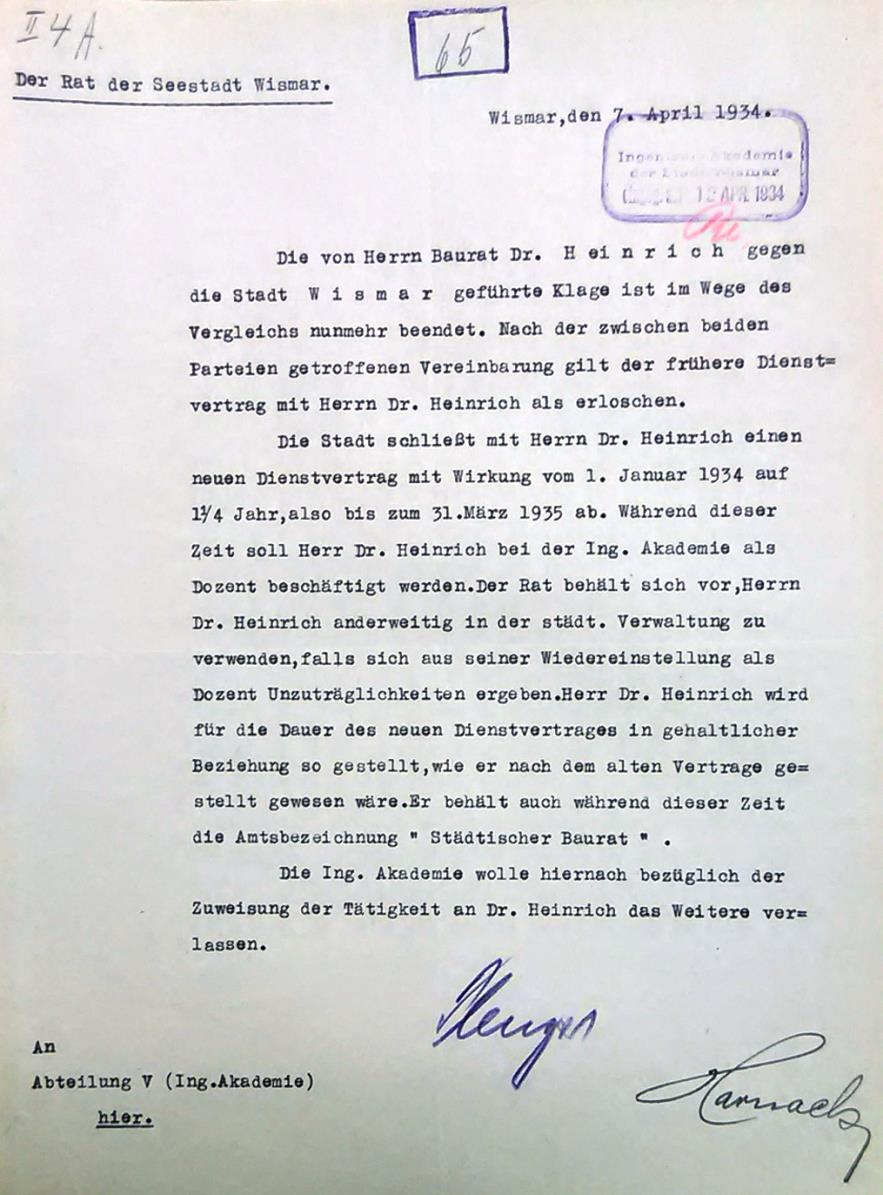 II 4 A.
65
Der Rat der Seestadt Wismar.
Wismar,den 7. April 1934.
Ingenieur-Akademie
der Stadt Wismar
12 APR. 1934
Die von Herrn Baurat Dr. H e i n r i c h gegen
die Stadt W i s m a r geführte Klage ist im Wege des
Vergleichs nunmehr beendet. Nach der zwischen beiden
Parteien getroffenen Vereinbarung gilt der frühere Dienst=
vertrag mit Herrn Dr. Heinrich als erloschen.
Die Stadt schließt mit Herrn Dr. Heinrich einen
neuen Dienstvertrag mit Wirkung vom 1. Januar 1934 auf
1¼ Jahr,also bis zum 31.März 1935 ab. Während dieser
Zeit soll Herr Dr. Heinrich bei der Ing. Akademie als
Dozent beschäftigt werden.Der Rat behält sich vor,Herrn
Dr. Heinrich anderweitig in der städt. Verwaltung zu
verwenden,falls sich aus seiner Wiedereinstellung als
Dozent Unzuträglichkeiten ergeben.Herr Dr. Heinrich wird
für die Dauer des neuen Dienstvertrages in gehaltlicher
Beziehung so gestellt,wie er nach dem alten Vertrage ge=
stellt gewesen wäre.Er behält auch während dieser Zeit
die Amtsbezeichnung " Städtischer Baurat " .
Die Ing. Akademie wolle hiernach bezüglich der
Zuweisung der Tätigkeit an Dr. Heinrich das Weitere ver=
lassen.
Harnack
An
Abteilung V (Ing.Akademie)
hier.